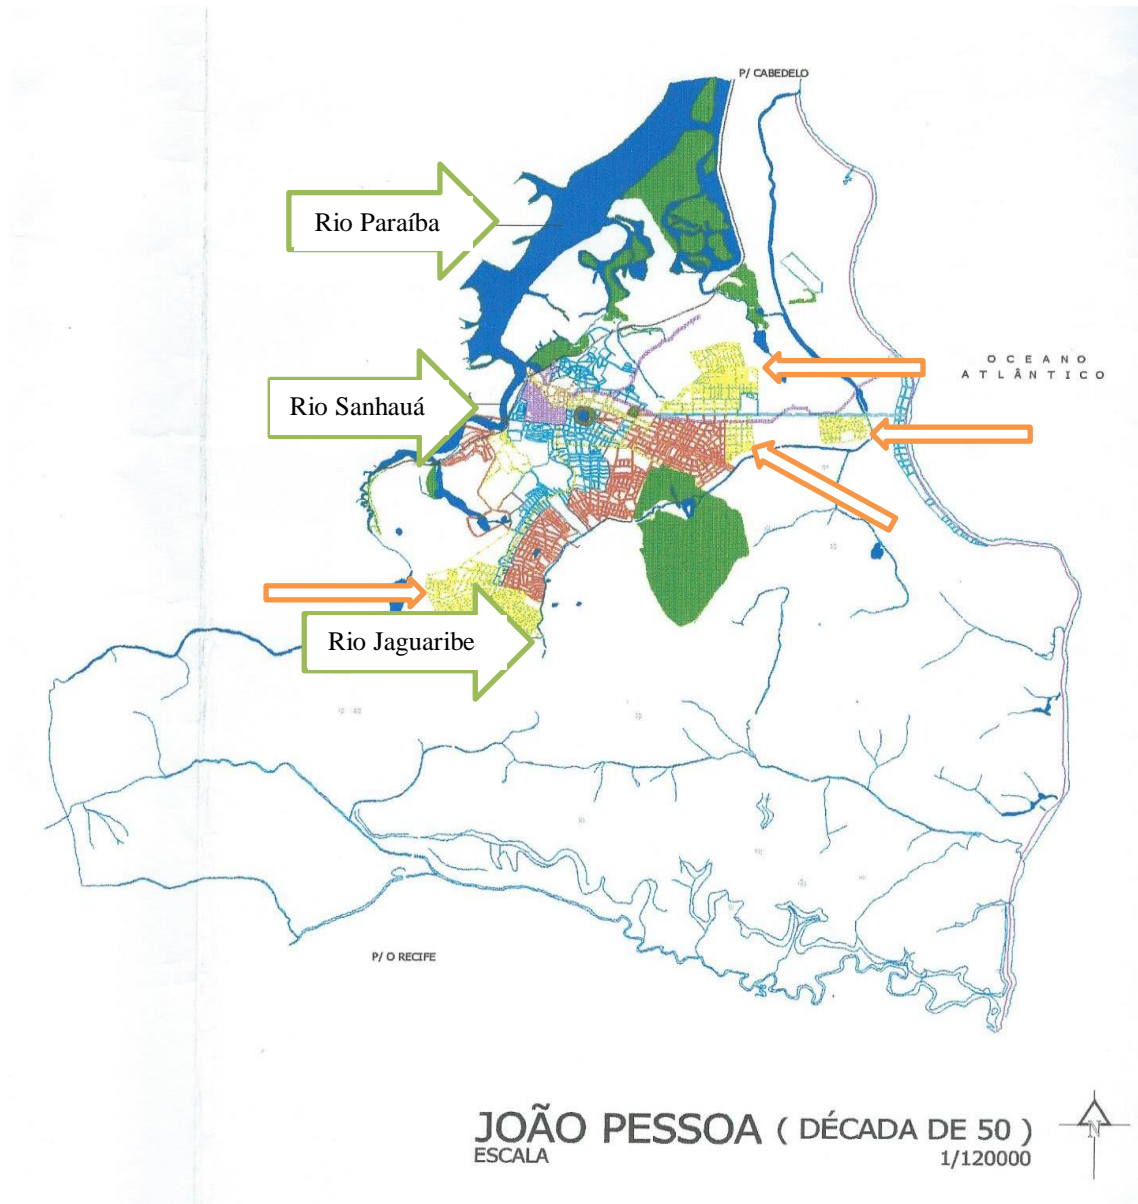 P/ CABEDELO
Rio Paraíba
OCEANO
ATLÂNTICO
Rio Sanhauá
Rio Jaguaribe
P/ O RECIFE
JOÃO PESSOA ( DÉCADA DE 50 )
ESCALA
1/120000
N